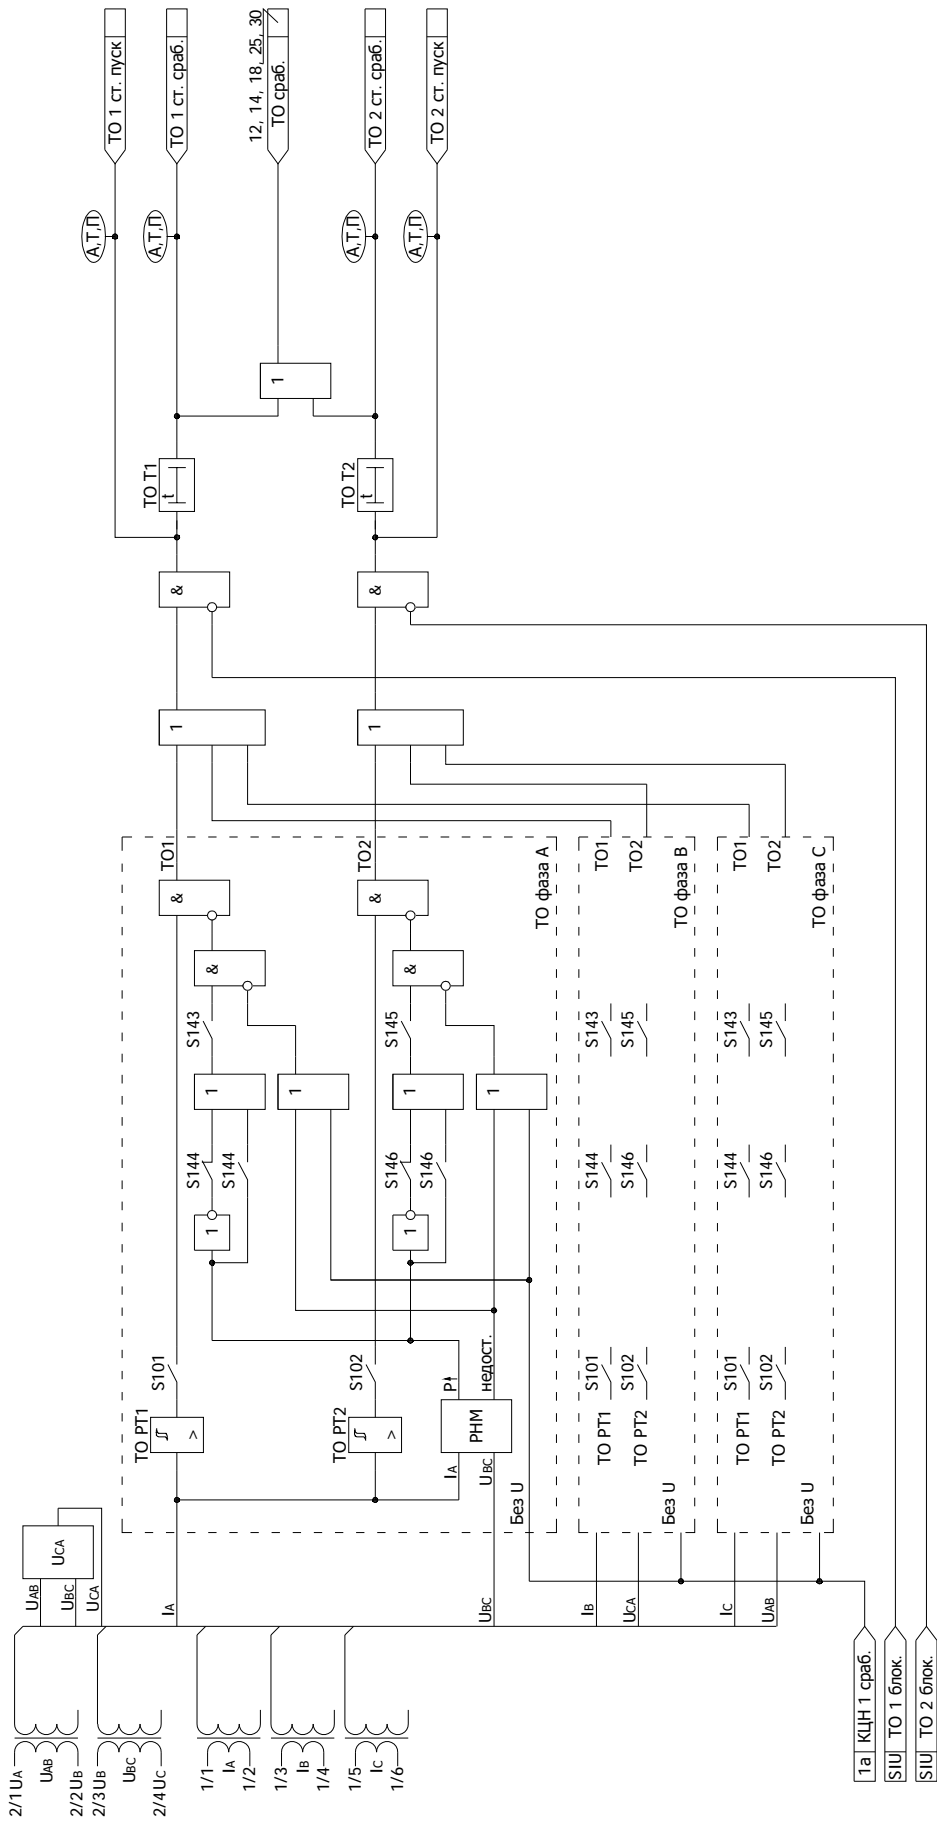 2/1 UA
UAB
2/2 UB
2/3 UB
UBC
2/4 UC
1/1
IA
1/2
1/3
IB
1/4
1/5
IC
1/6
1а КЦН 1 сраб.
SIU ТО 1 блок.
SIU ТО 2 блок.
UAB
UBC
UCA
UCA
IA
UBC
IB
UCA
IC
UAB
ТО РТ1
>
S101
ТО РТ2
>
S102
IA
UBC
РНМ
P
недост.
Без U
1
S144
S144
1
S143
&
&
ТО1
1
1
S146
S146
1
S145
&
&
ТО2
1
ТО фаза А
ТО РТ1
S101
S144
S143
ТО1
ТО РТ2
S102
S146
S145
ТО2
Без U
ТО фаза В
ТО РТ1
S101
S144
S143
ТО1
ТО РТ2
S102
S146
S145
ТО2
Без U
ТО фаза С
1
1
&
&
ТО Т1
t
ТО Т2
t
1
А,Т,П
А,Т,П
А,Т,П
А,Т,П
ТО 1 ст. пуск
ТО 1 ст. сраб.
12, 14, 18, 25, 30
ТО сраб.
ТО 2 ст. сраб.
ТО 2 ст. пуск